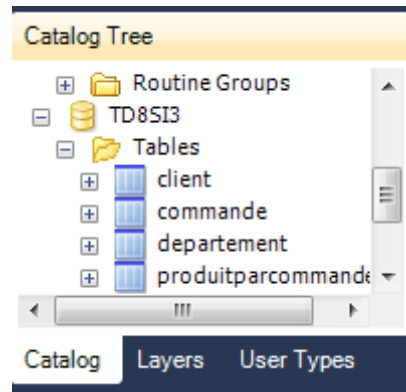 Catalog Tree
Routine Groups
TD8SI3
Tables
client
commande
departement
produitparcommande
Catalog Layers User Types